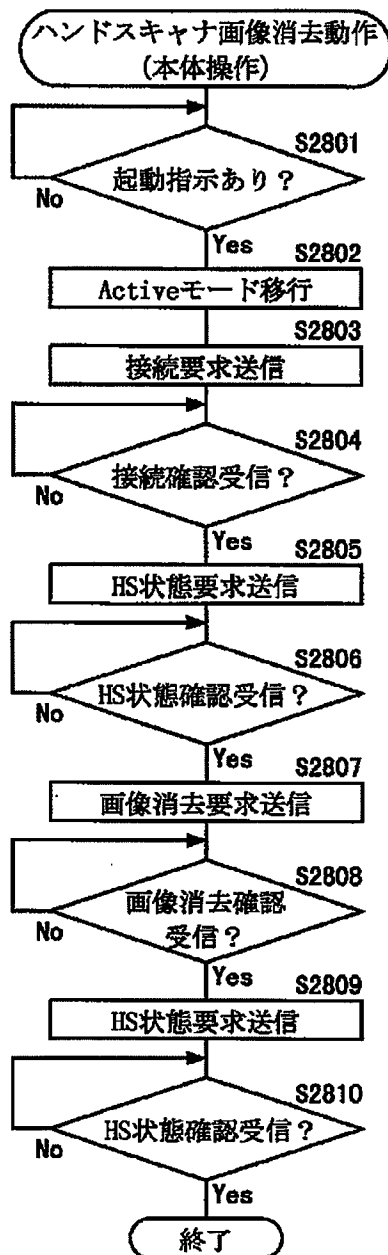 ハンドスキャナ画像消去動作
(本体操作)
S2801
起動指示あり？
No
Yes
S2802
Activeモード移行
S2803
接続要求送信
S2804
接続確認受信？
No
Yes
S2805
HS状態要求送信
S2806
HS状態確認受信？
No
Yes
S2807
画像消去要求送信
S2808
画像消去確認
受信？
No
Yes
S2809
HS状態要求送信
S2810
HS状態確認受信？
No
Yes
終了